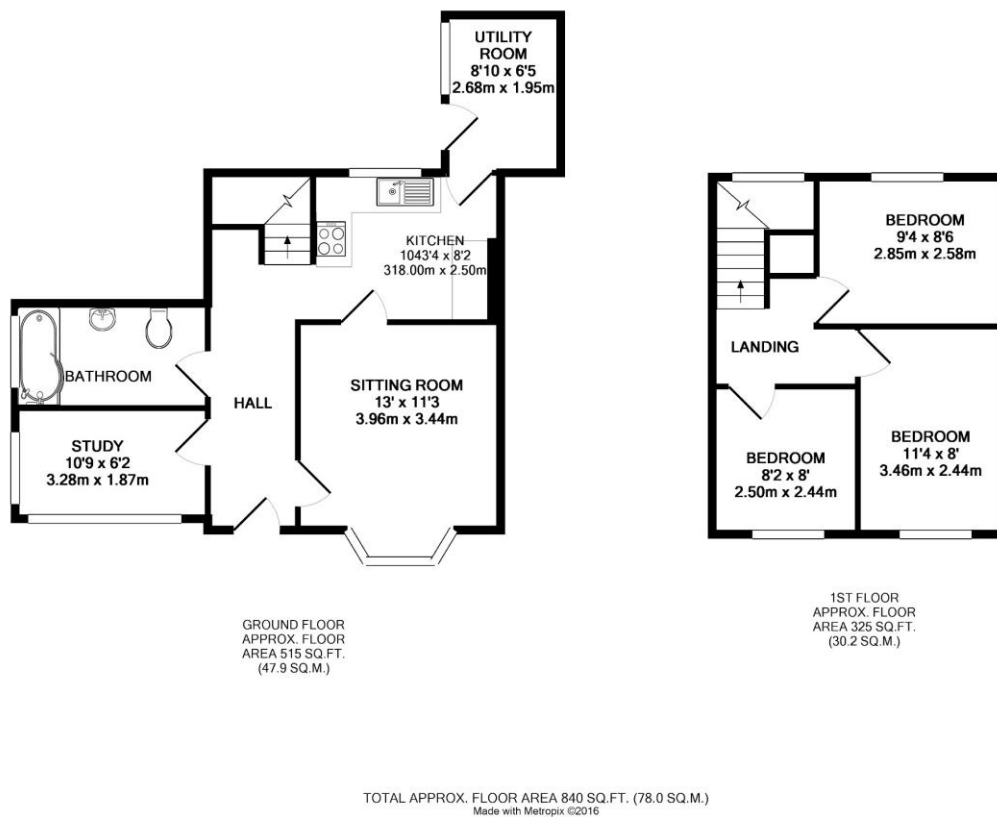 UTILITY
ROOM
8'10 x 6'5
2.68m x 1.95m
KITCHEN
1043'4 x 8'2
318.00m x 2.50m
BATHROOM
HALL
SITTING ROOM
13' x 11'3
3.96m x 3.44m
STUDY
10'9 x 6'2
3.28m x 1.87m
GROUND FLOOR
APPROX. FLOOR
AREA 515 SQ.FT.
(47.9 SQ.M.)
BEDROOM
9'4 x 8'6
2.85m x 2.58m
LANDING
BEDROOM
8'2 x 8'
2.50m x 2.44m
BEDROOM
11'4 x 8'
3.46m x 2.44m
1ST FLOOR
APPROX. FLOOR
AREA 325 SQ.FT.
(30.2 SQ.M.)
TOTAL APPROX. FLOOR AREA 840 SQ.FT. (78.0 SQ.M.)
Made with Metropix ©2016